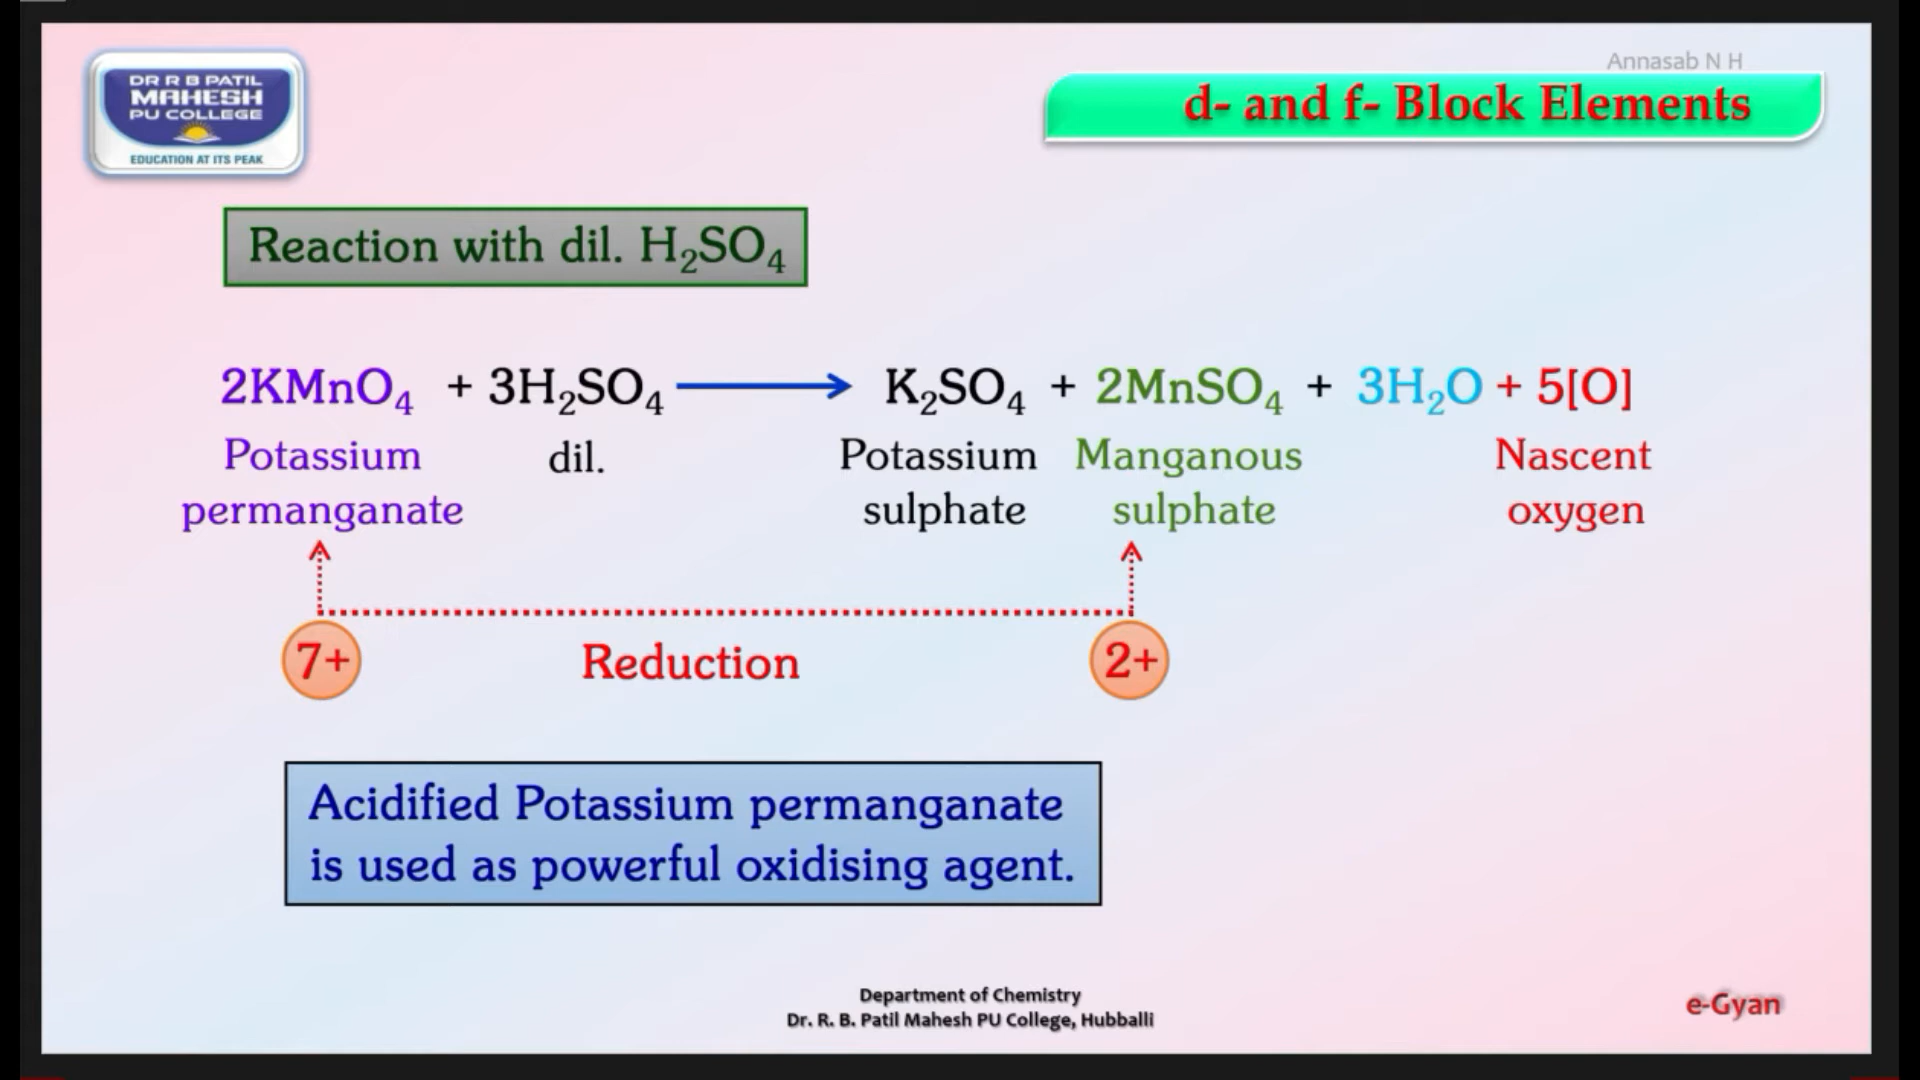 Annasab N H
DR R B PATIL
MAHESH
PU COLLEGE
EDUCATION AT ITS PEAK
d- and f- Block Elements
Reaction with dil. H₂SO₄
2KMnO₄ + 3H₂SO₄ ⟶ K₂SO₄ + 2MnSO₄ + 3H₂O + 5[O]
Potassium dil. Potassium Manganous Nascent
permanganate sulphate sulphate oxygen
7+ Reduction 2+
Acidified Potassium permanganate
is used as powerful oxidising agent.
Department of Chemistry
Dr. R. B. Patil Mahesh PU College, Hubballi
e-Gyan